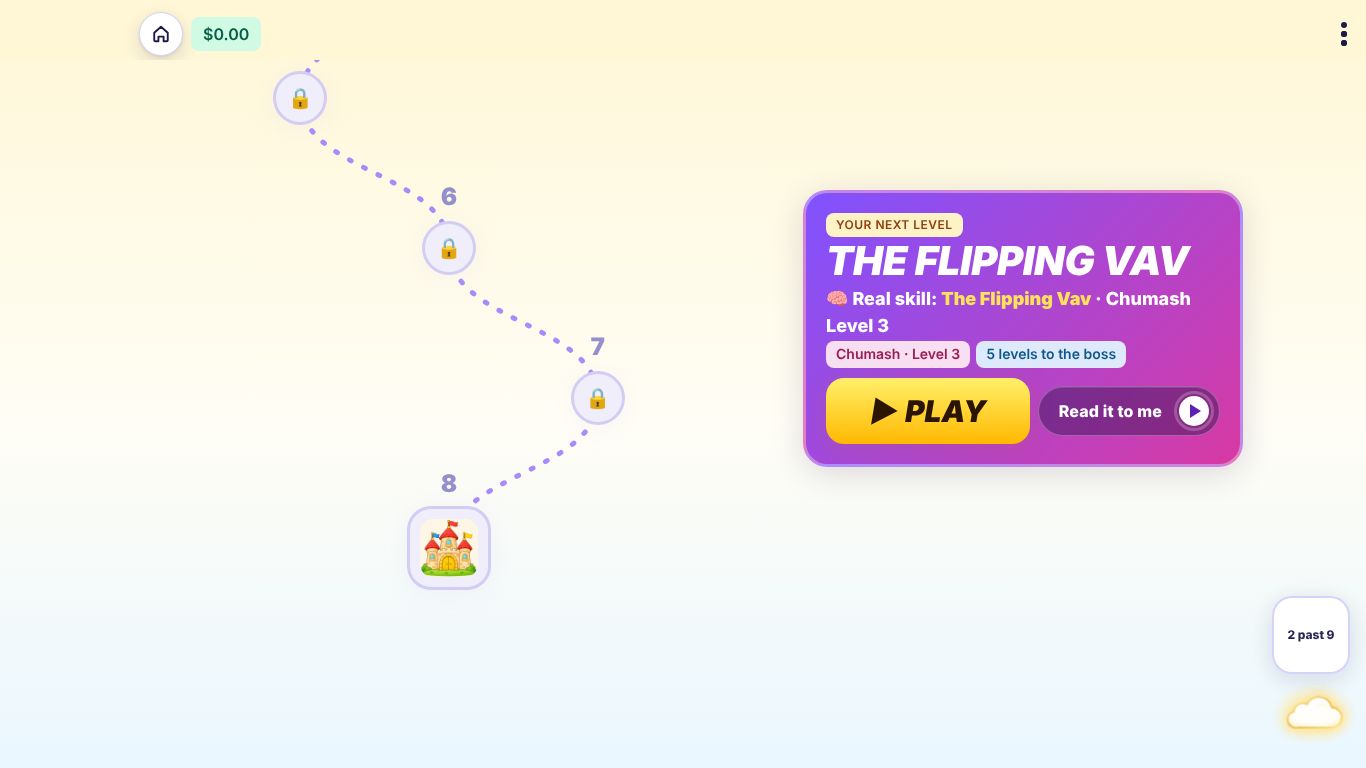 $0.00
6
7
8
YOUR NEXT LEVEL
THE FLIPPING VAV
🧠 Real skill: The Flipping Vav · Chumash
Level 3
Chumash · Level 3
5 levels to the boss
▶ PLAY
Read it to me
2 past 9